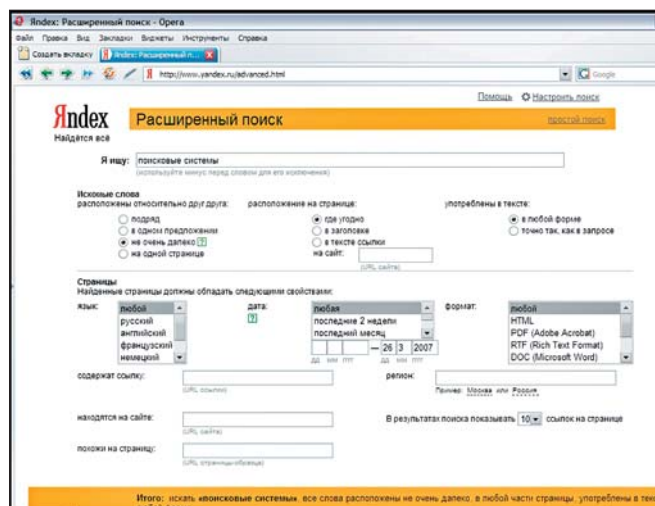 Яndex: Расширенный поиск - Opera
Файл Правка Вид Закладки Виджеты Инструменты Справка
Создать вкладку Яndex: Расширенный п...
http://www.yandex.ru/advanced.html Google
Помощь Настроить поиск
Яndex Расширенный поиск простой поиск
Найдётся всё
Я ищу: поисковые системы
(используйте минус перед словом для его исключения)
Искомые слова
расположены относительно друг друга: расположение на странице: употреблены в тексте:
подряд где угодно в любой форме
в одном предложении в заголовке точно так, как в запросе
не очень далеко в тексте ссылки
на одной странице на сайте:
(URL сайта)
Страницы
Найденные страницы должны обладать следующими свойствами:
язык: любой дата: любая формат: любой
русский последние 2 недели HTML
английский последний месяц PDF (Adobe Acrobat)
французский — 26 3 2007 RTF (Rich Text Format)
немецкий дд мм гггг дд мм гггг DOC (Microsoft Word)
содержат ссылку: регион:
(URL ссылки) Пример: Москва или Россия
находятся на сайте: В результатах поиска показывать 10 ссылок на странице
(URL сайта)
похожи на страницу:
(URL страницы-образца)
Итого: искать «поисковые системы», все слова расположены не очень далеко, в любой части страницы, употреблены в тек